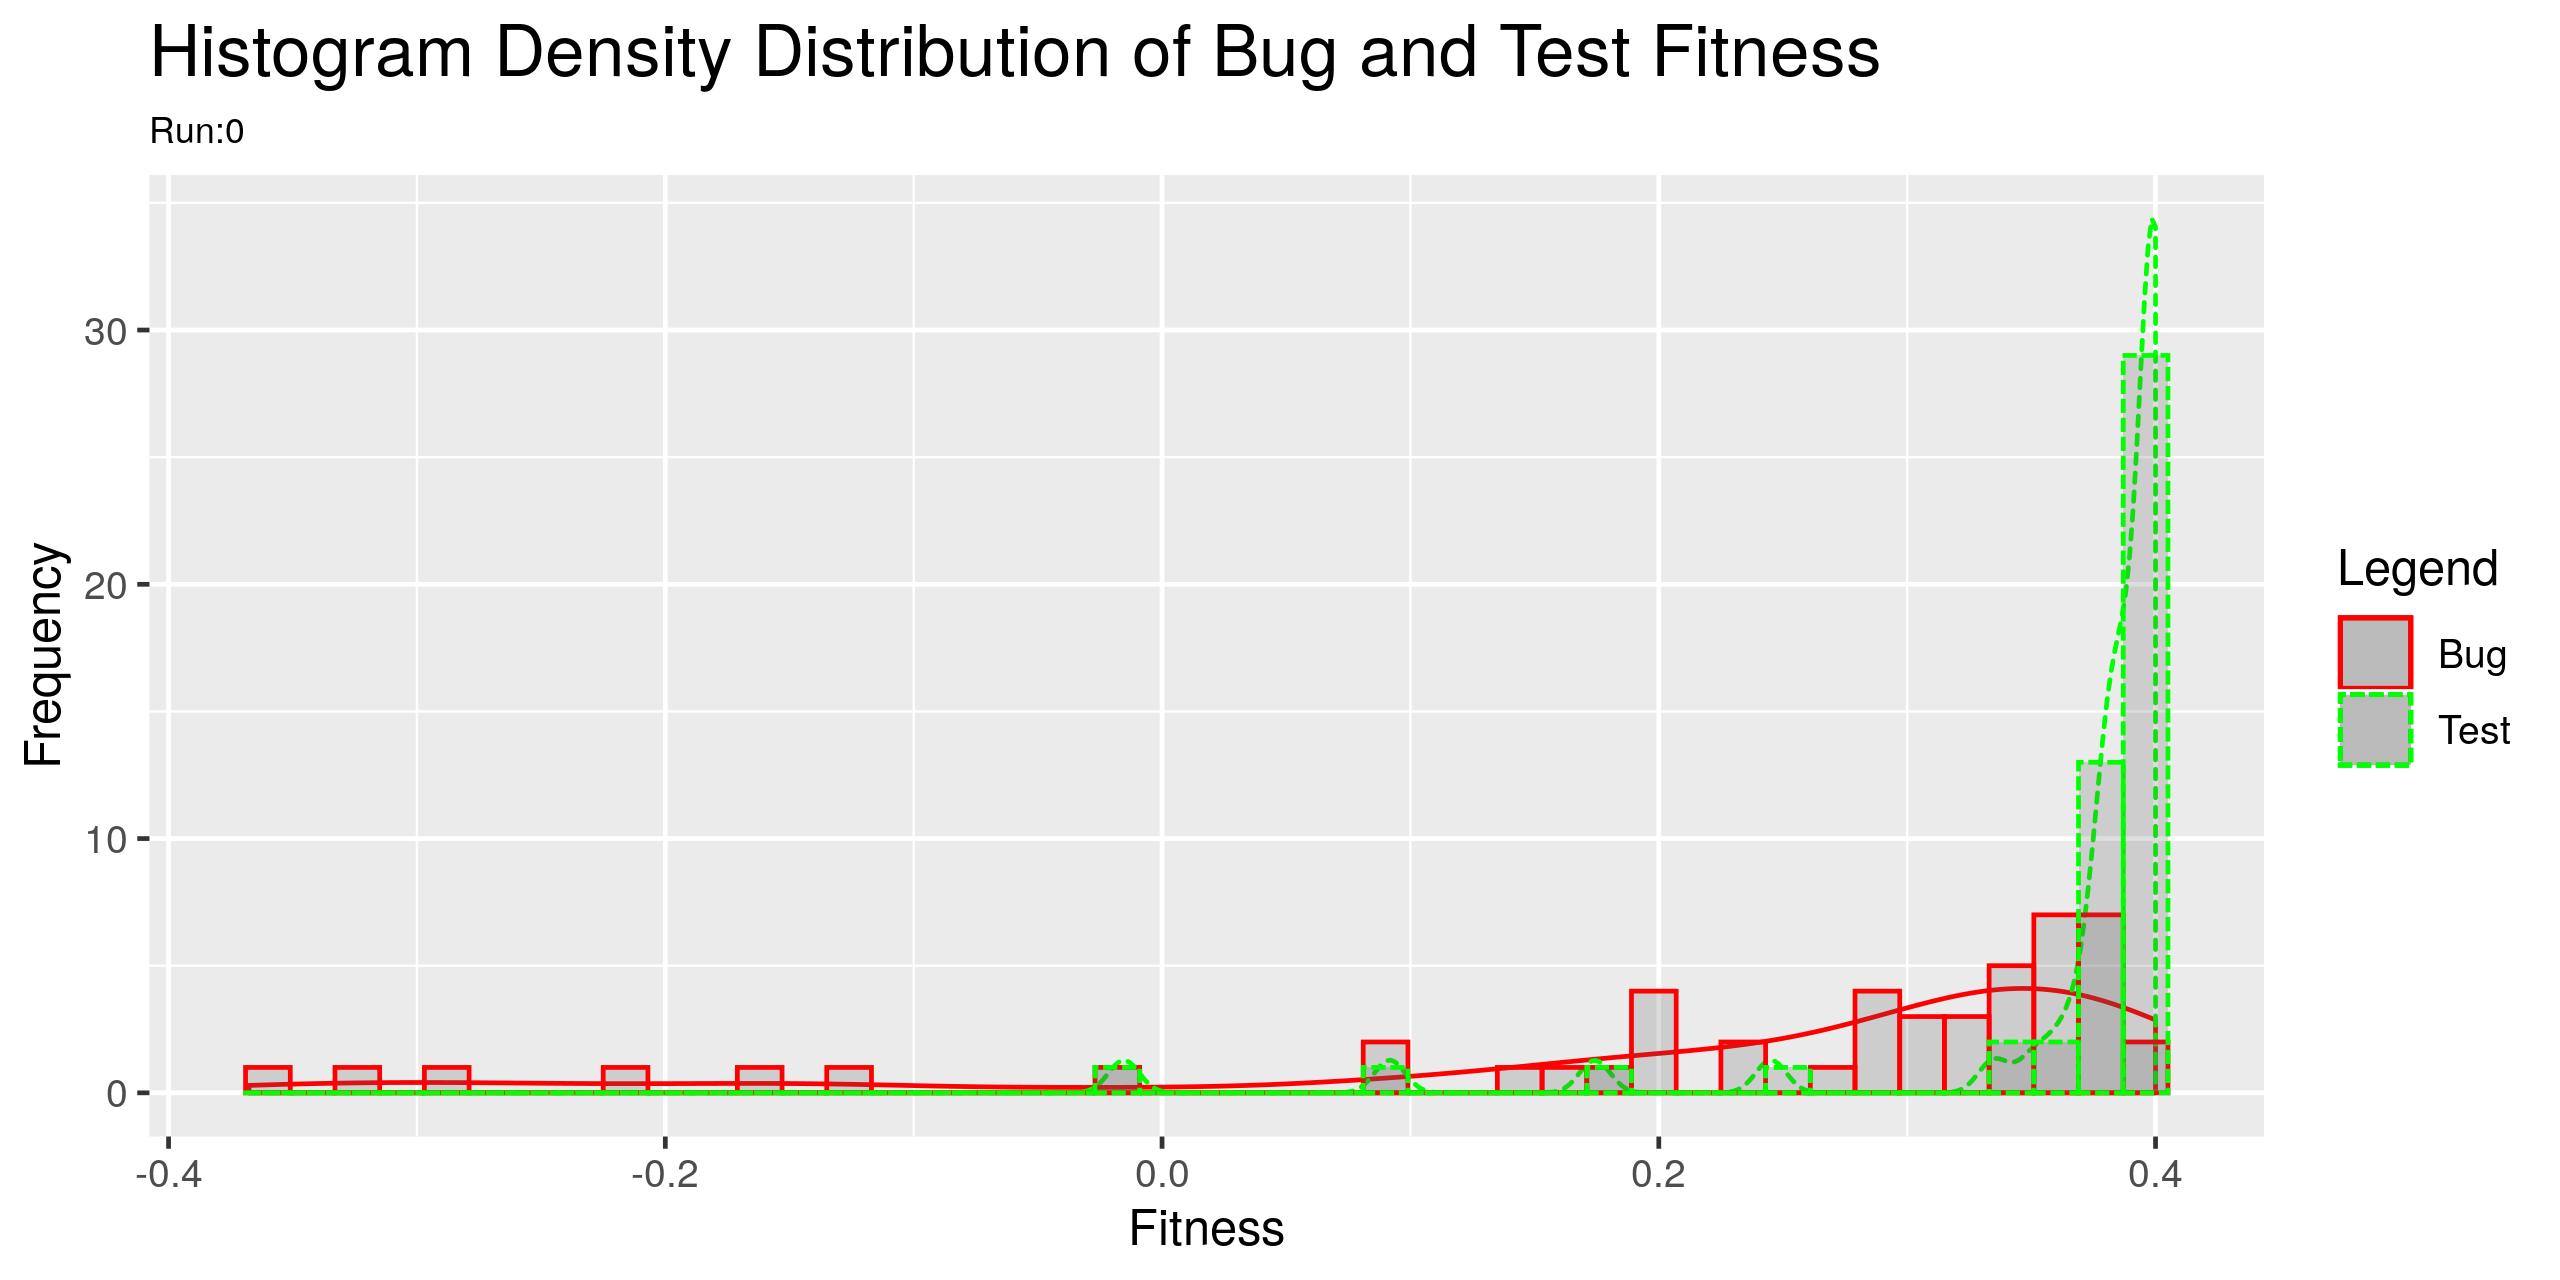 Histogram Density Distribution of Bug and Test Fitness
Run:0
Frequency
30
20
10
0
-0.4 -0.2 0.0 0.2 0.4
Fitness
Legend
Bug
Test